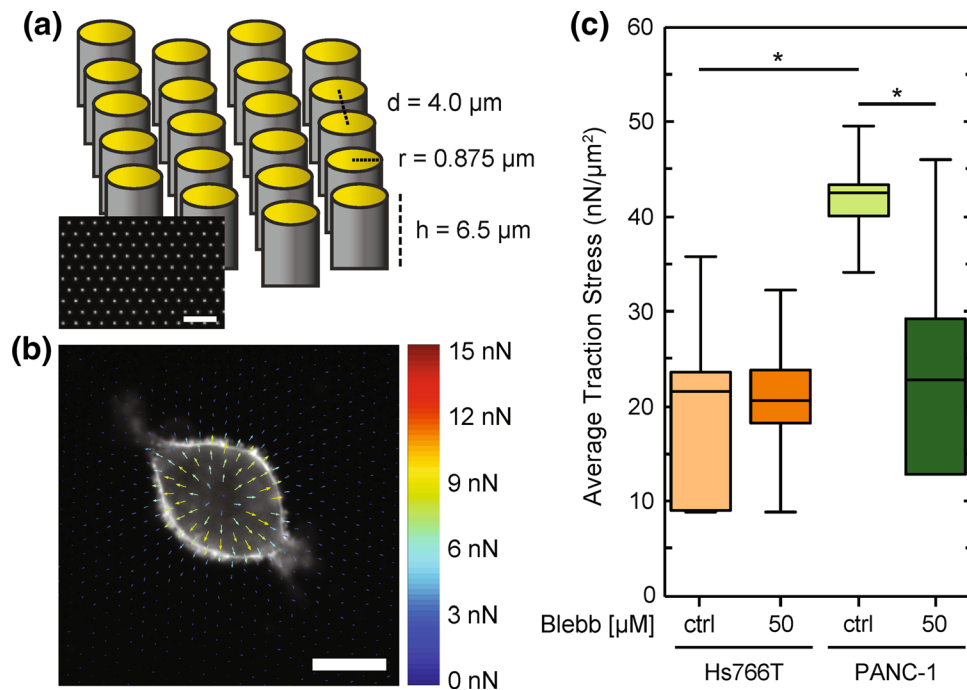 (a)
d = 4.0 µm
r = 0.875 µm
h = 6.5 µm
(b)
15 nN
12 nN
9 nN
6 nN
3 nN
0 nN
(c)
Average Traction Stress (nN/µm²)
60
50
40
30
20
10
0
*
*
Blebb [µM] ctrl 50 ctrl 50
Hs766T PANC-1